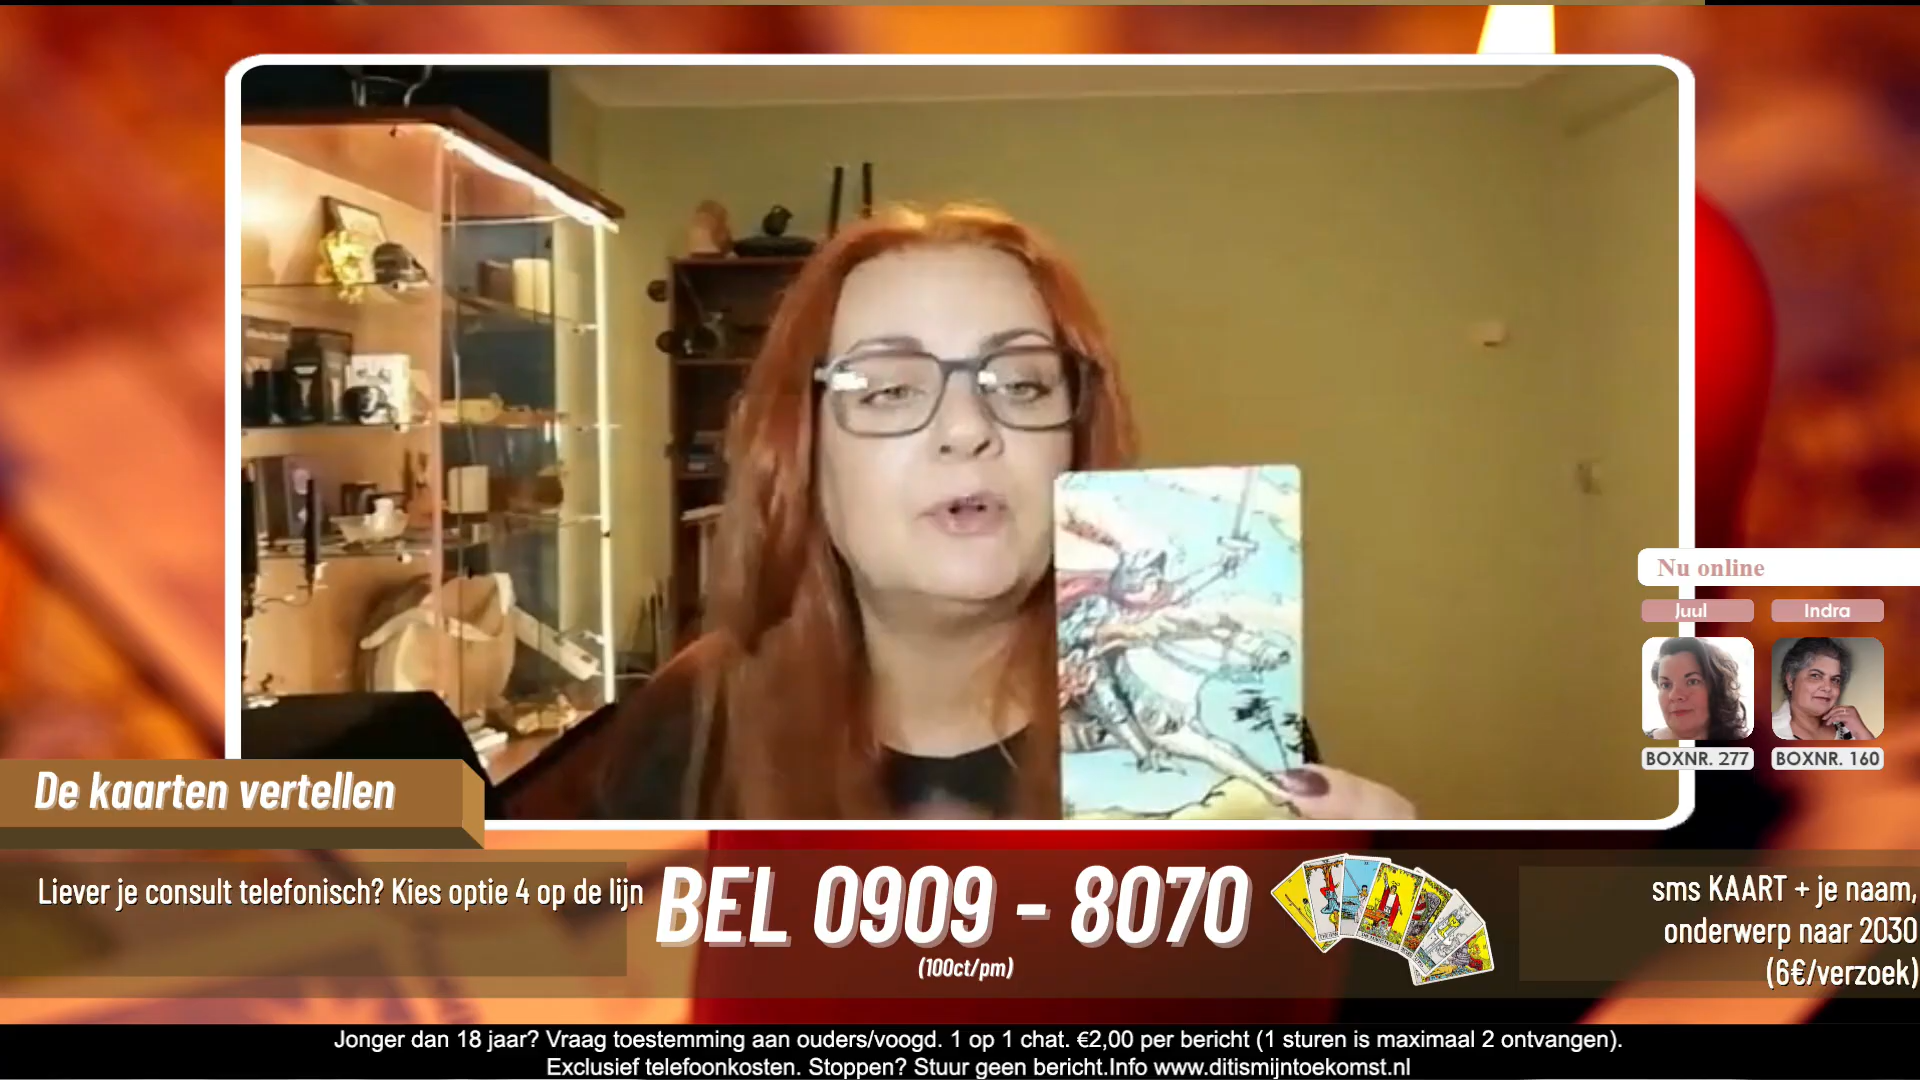 Nu online
Juul
Indra
BOXNR. 277
BOXNR. 160
De kaarten vertellen
Liever je consult telefonisch? Kies optie 4 op de lijn
BEL 0909 - 8070
(100ct/pm)
sms KAART + je naam,
onderwerp naar 2030
(6€/verzoek)
Jonger dan 18 jaar? Vraag toestemming aan ouders/voogd. 1 op 1 chat. €2,00 per bericht (1 sturen is maximaal 2 ontvangen).
Exclusief telefoonkosten. Stoppen? Stuur geen bericht.Info www.ditismijntoekomst.nl